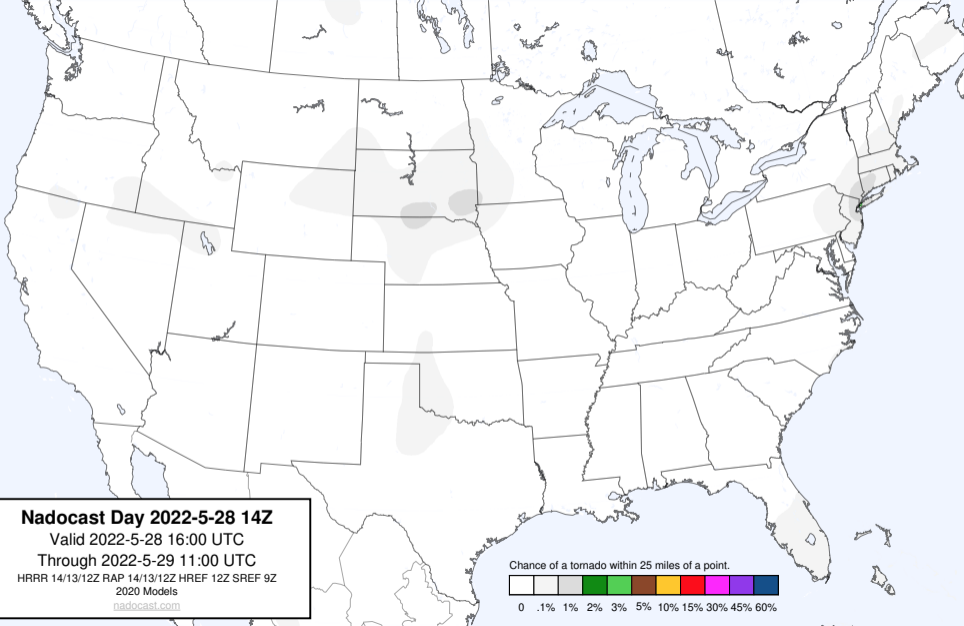 Nadocast Day 2022-5-28 14Z
Valid 2022-5-28 16:00 UTC
Through 2022-5-29 11:00 UTC
HRRR 14/13/12Z RAP 14/13/12Z HREF 12Z SREF 9Z
2020 Models
nadocast.com
Chance of a tornado within 25 miles of a point.
0 .1% 1% 2% 3% 5% 10% 15% 30% 45% 60%